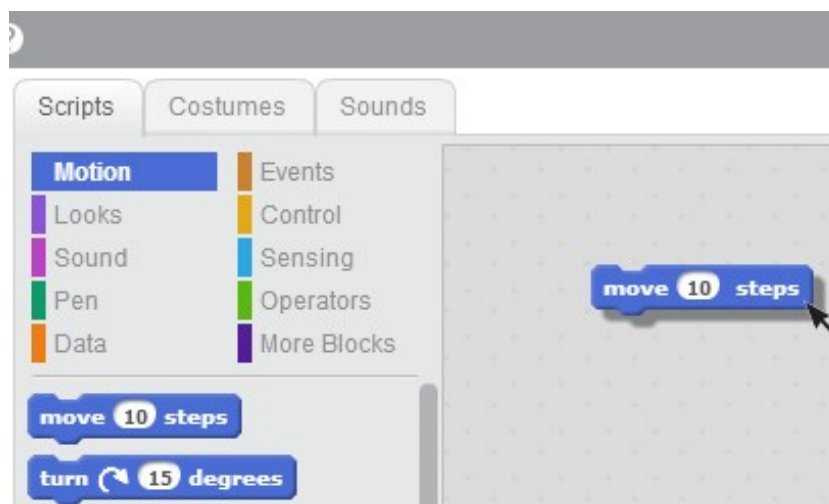 Scripts Costumes Sounds
Motion
Looks
Sound
Pen
Data
Events
Control
Sensing
Operators
More Blocks
move 10 steps
turn 15 degrees
move 10 steps